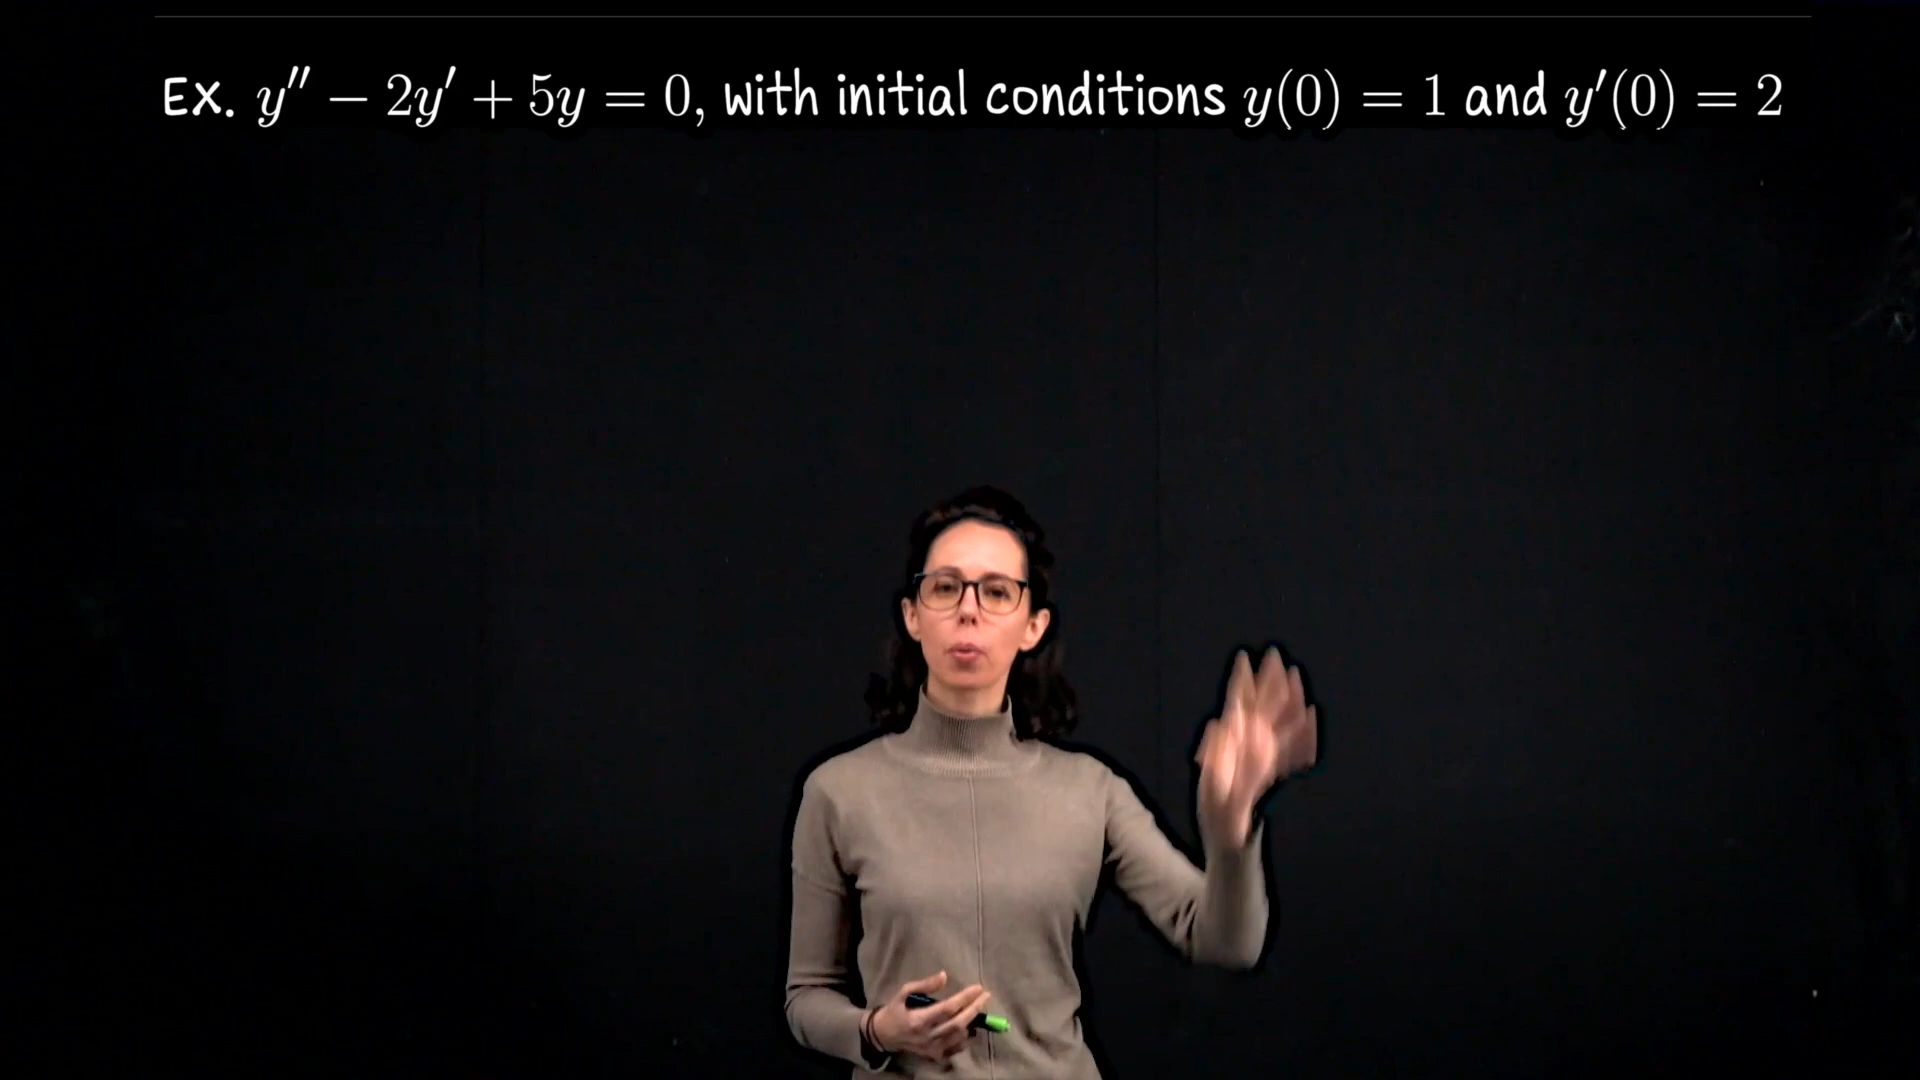 Ex. y'' − 2y' + 5y = 0, with initial conditions y(0) = 1 and y'(0) = 2